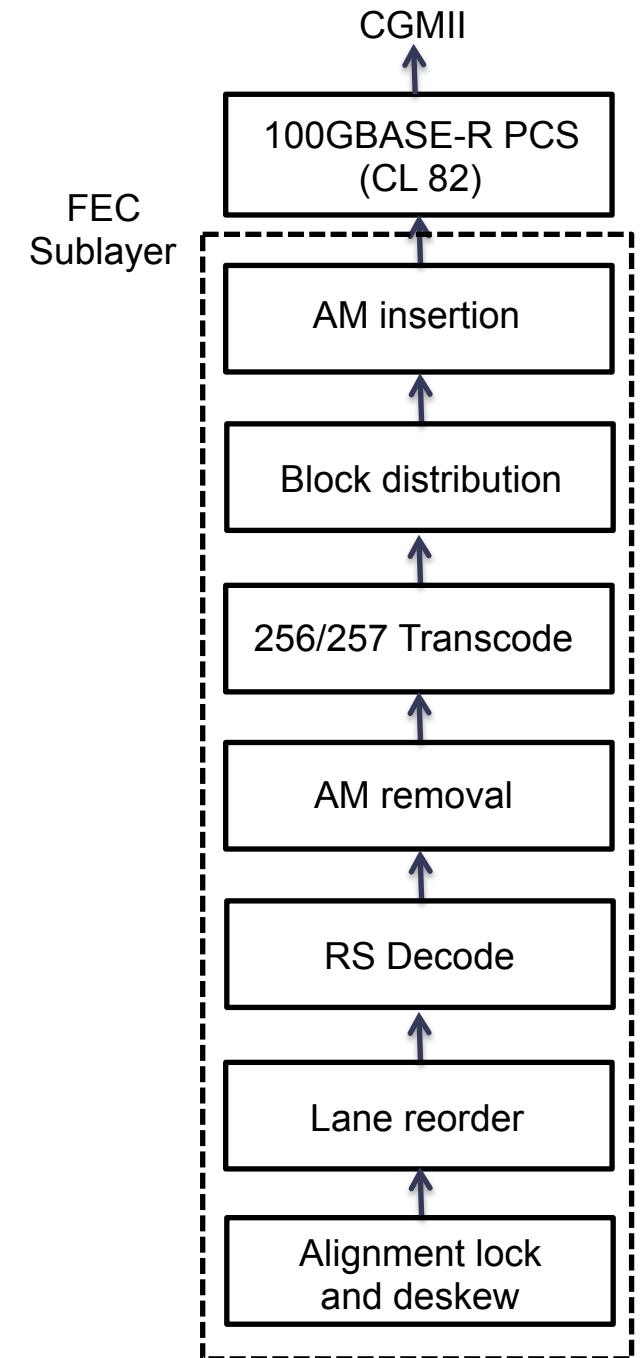 CGMII
100GBASE-R PCS
(CL 82)
FEC
Sublayer
AM insertion
Block distribution
256/257 Transcode
AM removal
RS Decode
Lane reorder
Alignment lock
and deskew